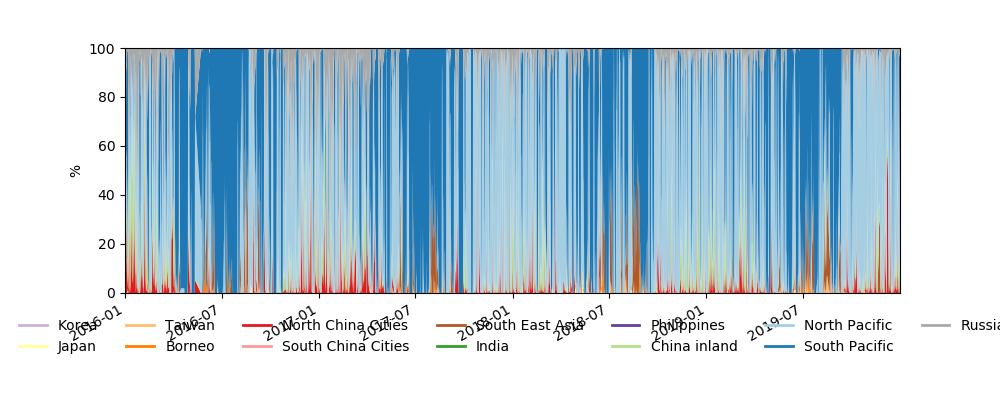 100
80
60
%
40
20
0
2016-01 2016-07 2017-01 2017-07 2018-01 2018-07 2019-01 2019-07
Korea Taiwan North China Cities South East Asia Philippines North Pacific Russia
Japan Borneo South China Cities India China inland South Pacific